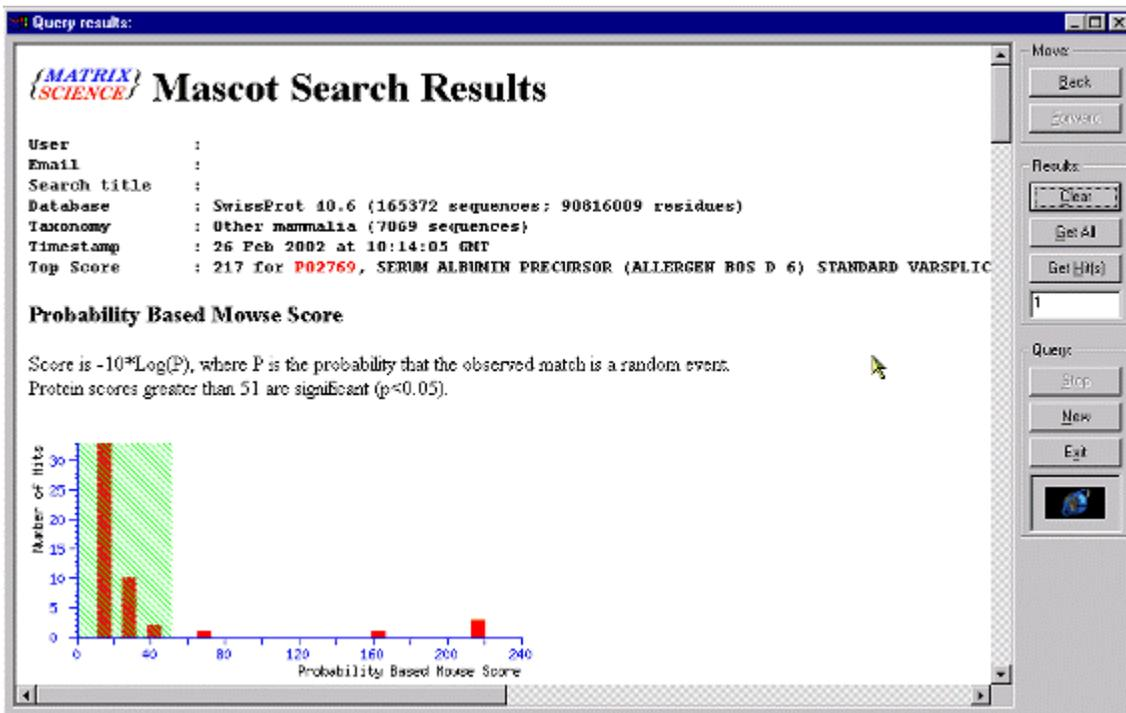 Query results:
{MATRIX SCIENCE} Mascot Search Results
User :
Email :
Search title :
Database : SwissProt 40.6 (165372 sequences; 90816009 residues)
Taxonomy : Other mammalia (7069 sequences)
Timestamp : 26 Feb 2002 at 10:14:05 GMT
Top Score : 217 for P02769, SERUM ALBUMIN PRECURSOR (ALLERGEN BOS D 6) STANDARD VARSPLIC
Probability Based Mowse Score
Score is -10*Log(P), where P is the probability that the observed match is a random event.
Protein scores greater than 51 are significant (p<0.05).
Number of Hits
30
25
20
15
10
5
0
0 40 80 120 160 200 240
Probability Based Mowse Score
Move:
Back
Forward
Results:
Clear
Get All
Get Hit(s)
1
Query:
Stop
New
Exit